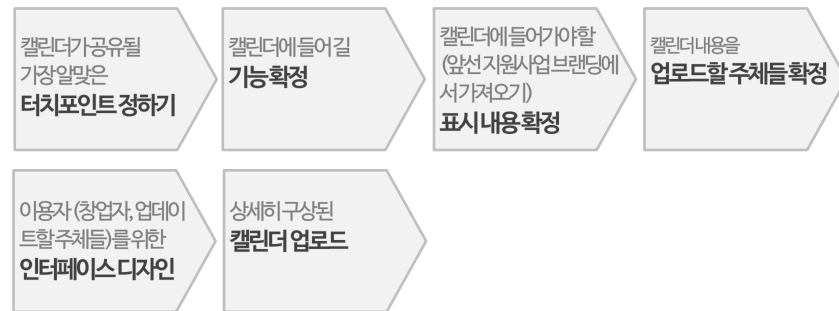 캘린더가 공유될
가장 알맞은
터치포인트 정하기
캘린더에 들어길
기능 확정
캘린더에 들어가야 할
(앞선 지원사업 브랜딩에
서 가져오기)
표시 내용 확정
캘린더 내용을
업로드할 주체들 확정
이용자 (창업자, 업데이
트할 주체들)를 위한
인터페이스 디자인
상세히 구상된
캘린더 업로드